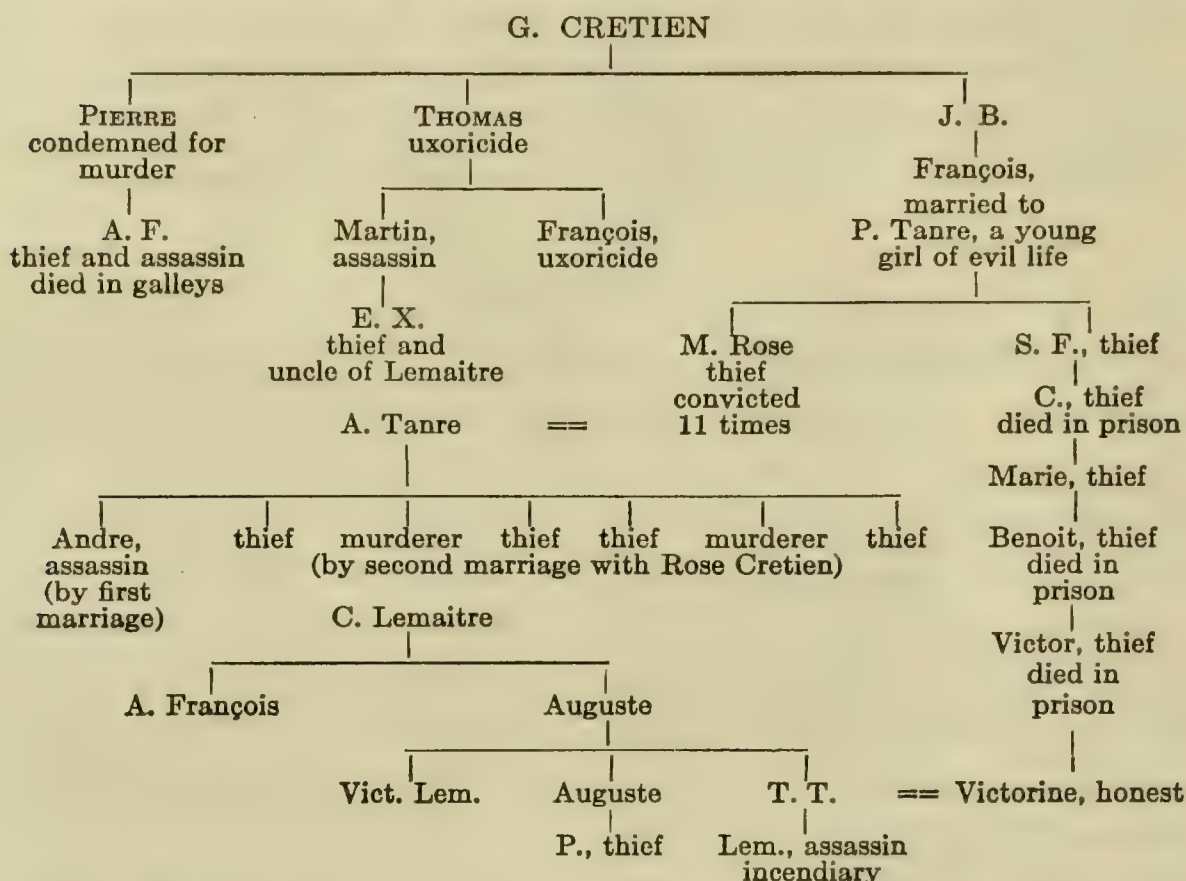 G. CRETIEN
PIERRE
condemned for
murder
THOMAS
uxoricide
J. B.
François,
married to
P. Tanre, a young
girl of evil life
A. F.
thief and assassin
died in galleys
Martin,
assassin
François,
uxoricide
E. X.
thief and
uncle of Lemaitre
M. Rose
thief
convicted
11 times
S. F., thief
C., thief
died in prison
A. Tanre ==
Marie, thief
Andre,
assassin
(by first
marriage)
thief murderer thief thief murderer thief
(by second marriage with Rose Cretien)
Benoit, thief
died in
prison
C. Lemaitre
Victor, thief
died in
prison
A. François Auguste
Vict. Lem. Auguste T. T. == Victorine, honest
P., thief
Lem., assassin
incendiary